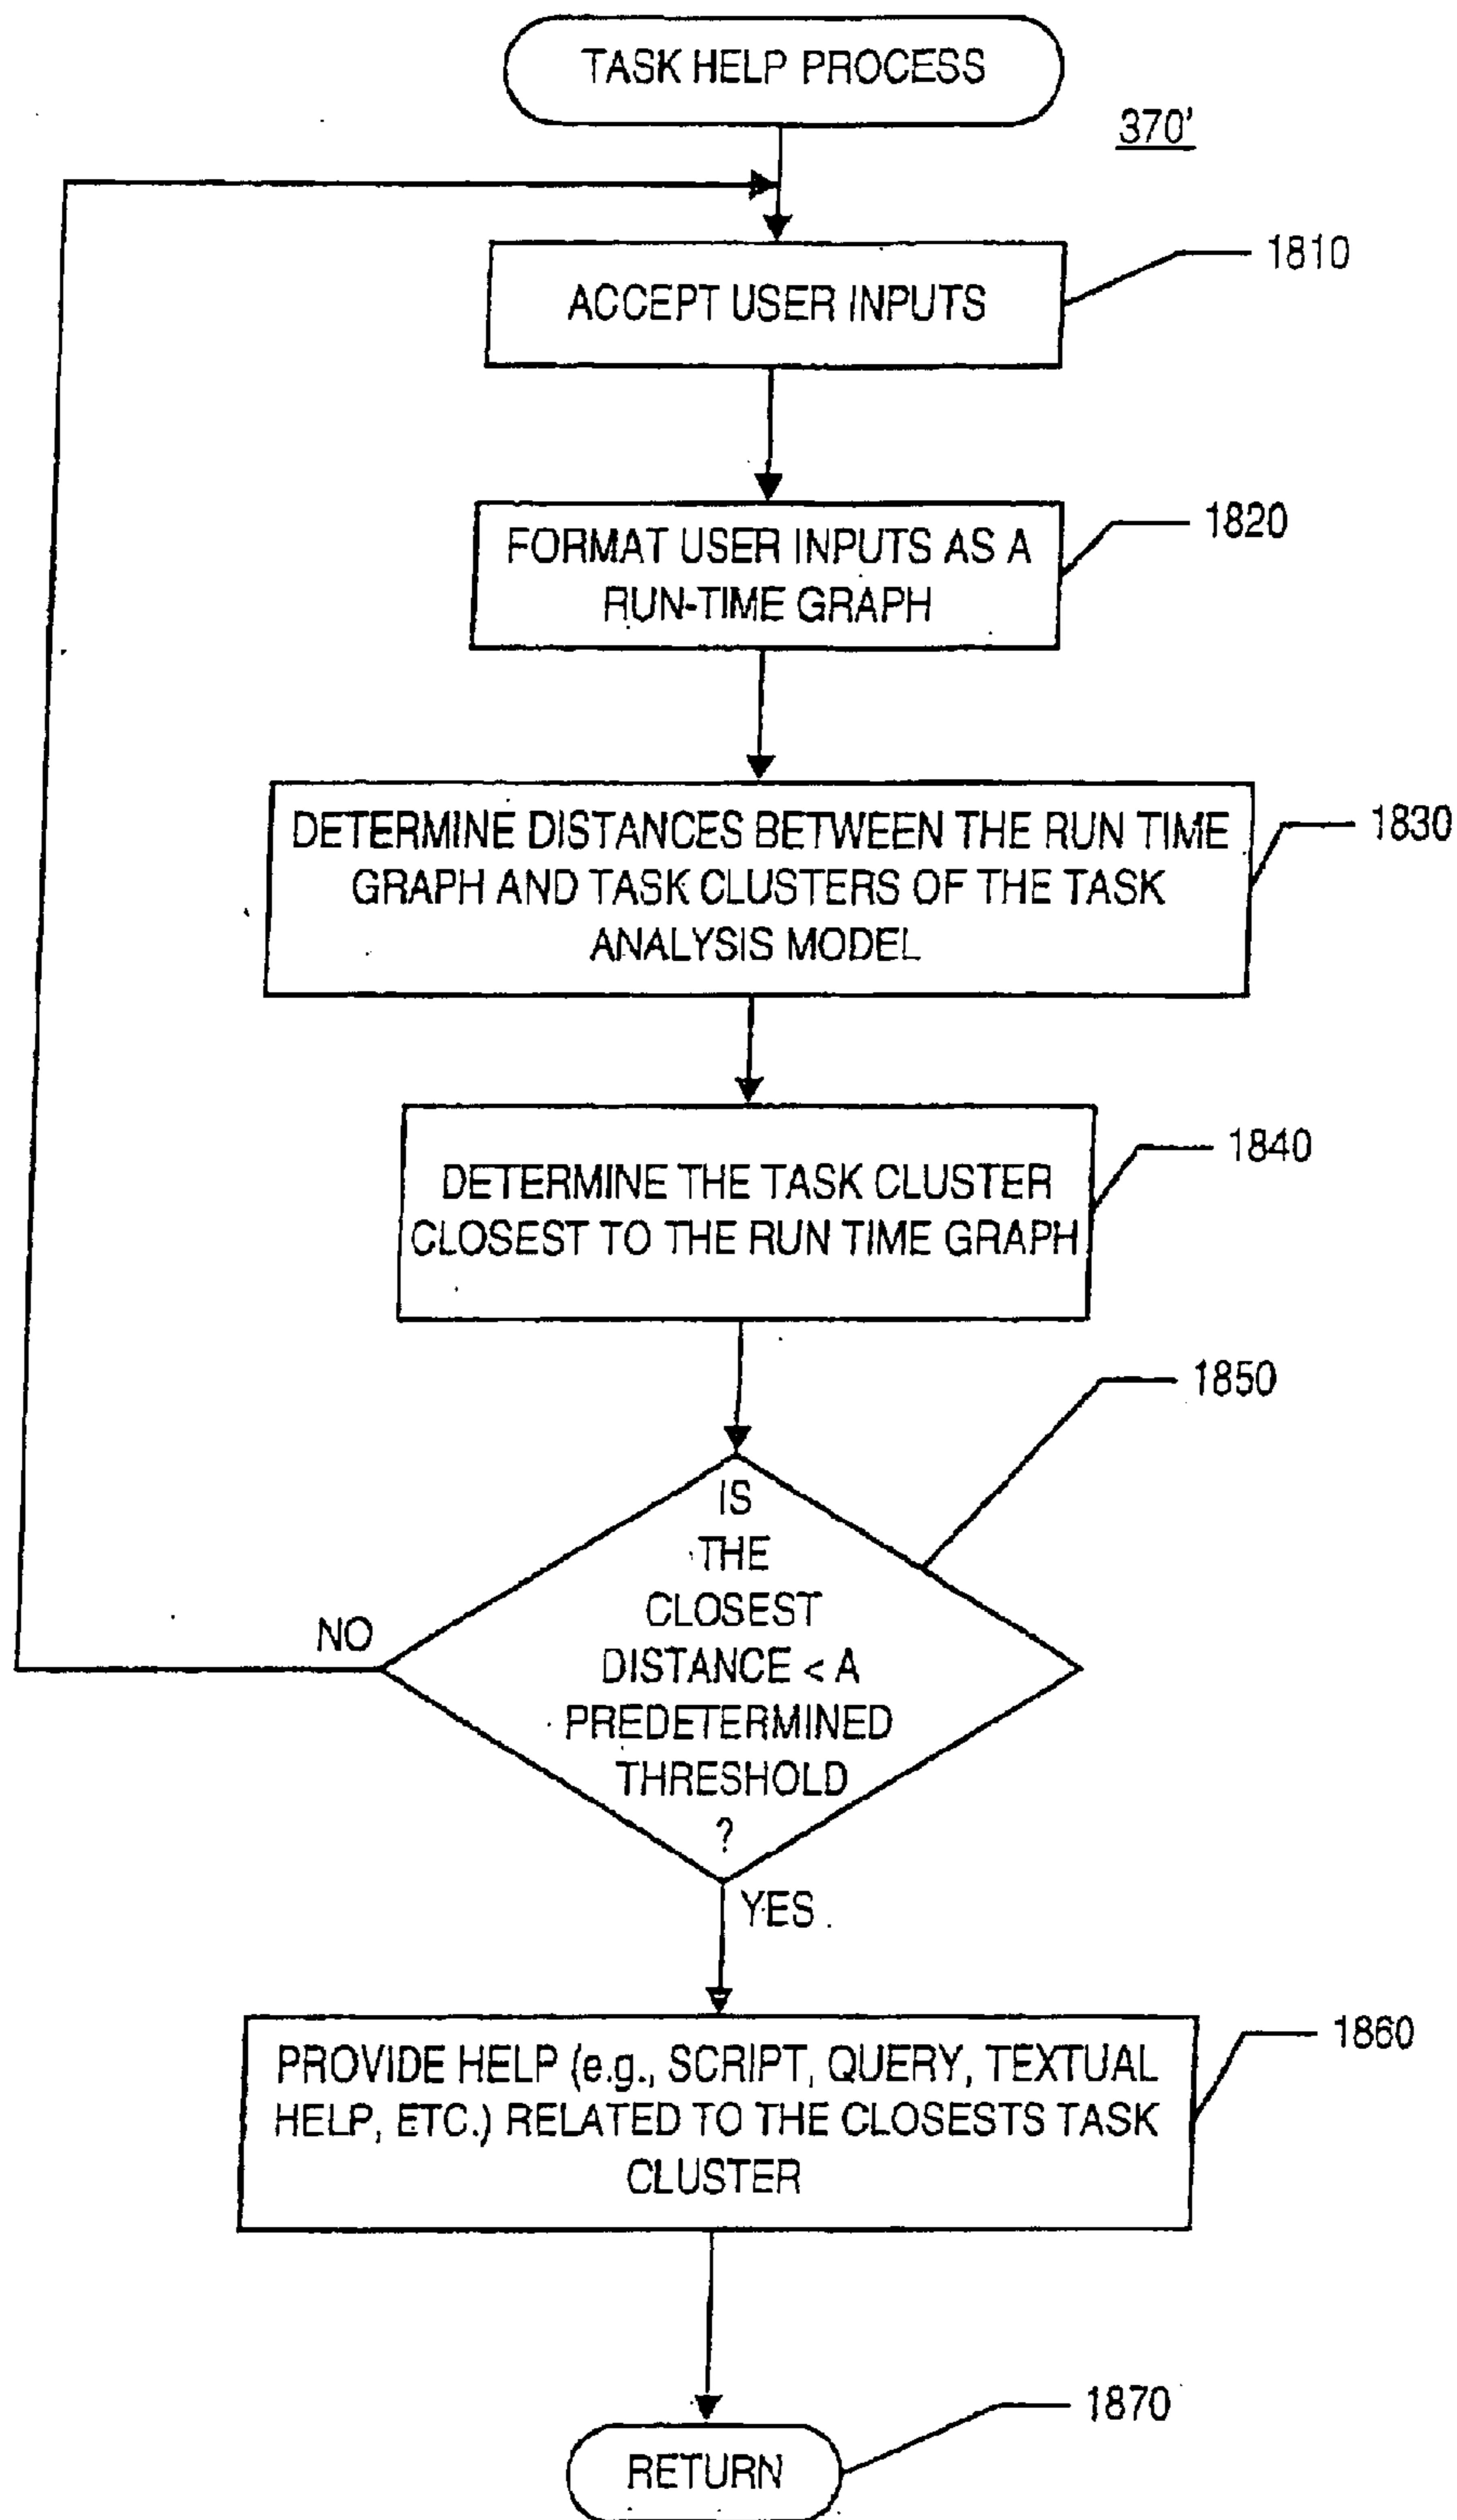 TASK HELP PROCESS
370'
ACCEPT USER INPUTS
1810
FORMAT USER INPUTS AS A
RUN-TIME GRAPH
1820
DETERMINE DISTANCES BETWEEN THE RUN TIME
GRAPH AND TASK CLUSTERS OF THE TASK
ANALYSIS MODEL
1830
DETERMINE THE TASK CLUSTER
CLOSEST TO THE RUN TIME GRAPH
1840
1850
IS
THE
CLOSEST
DISTANCE < A
PREDETERMINED
THRESHOLD
?
NO
YES
PROVIDE HELP (e.g., SCRIPT, QUERY, TEXTUAL
HELP, ETC.) RELATED TO THE CLOSESTS TASK
CLUSTER
1860
RETURN
1870